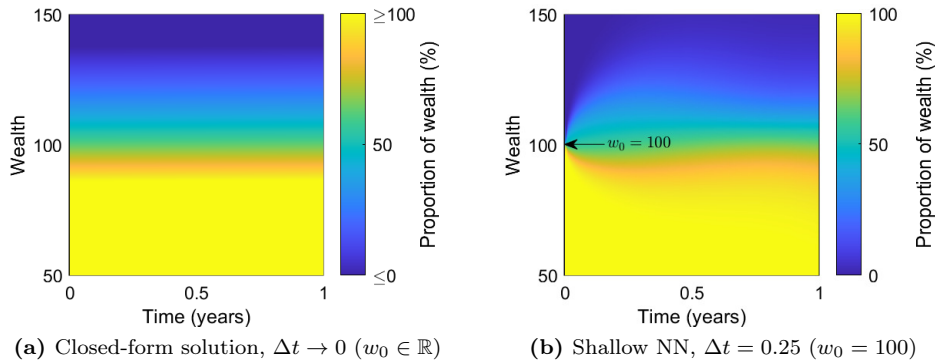 150
100
50
Wealth
0
0.5
1
Time (years)
≥100
50
≤0
Proportion of wealth (%)
(a) Closed-form solution, Δt → 0 (w₀ ∈ ℝ)
150
100
50
Wealth
w₀ = 100
0
0.5
1
Time (years)
100
50
0
Proportion of wealth (%)
(b) Shallow NN, Δt = 0.25 (w₀ = 100)